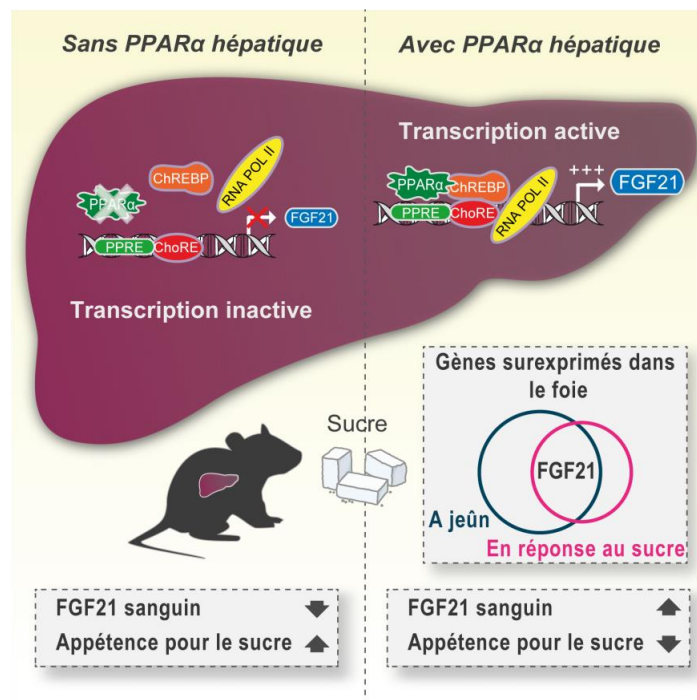 Sans PPARα hépatique
Avec PPARα hépatique
ChREBP
RNA POL II
PPARα
FGF21
PPRE
ChoRE
Transcription inactive
Transcription active
PPARα
ChREBP
RNA POL II
+++
FGF21
PPRE
ChoRE
Sucre
Gènes surexprimés dans
le foie
FGF21
A jeûn
En réponse au sucre
FGF21 sanguin
Appétence pour le sucre
FGF21 sanguin
Appétence pour le sucre